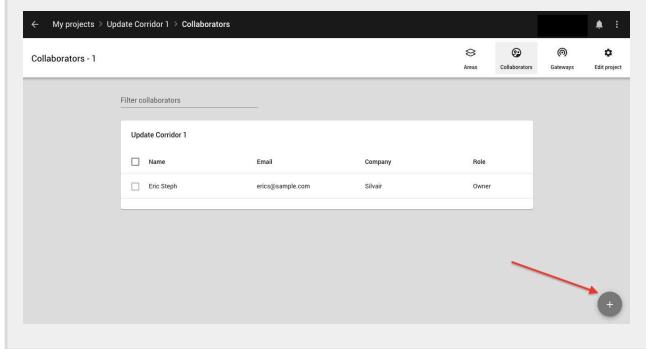 My projects > Update Corridor 1 > Collaborators
Collaborators - 1
Areas
Collaborators
Gateways
Edit project
Filter collaborators
Update Corridor 1
Name Email Company Role
Eric Steph erics@sample.com Silvair Owner